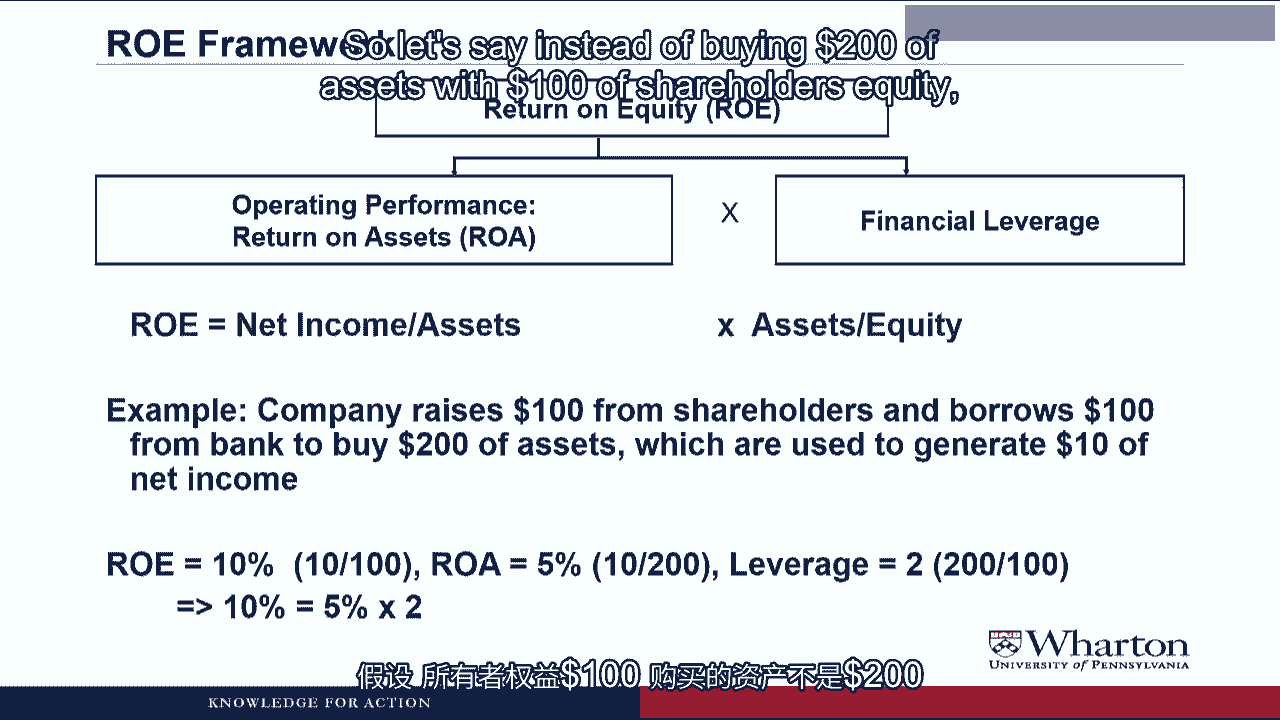 ROE Framework
So let's say instead of buying $200 of
assets with $100 of shareholders equity,
Return on Equity (ROE)
Operating Performance:
Return on Assets (ROA)
X
Financial Leverage
ROE = Net Income/Assets x Assets/Equity
Example: Company raises $100 from shareholders and borrows $100
from bank to buy $200 of assets, which are used to generate $10 of
net income
ROE = 10% (10/100), ROA = 5% (10/200), Leverage = 2 (200/100)
=> 10% = 5% x 2
Wharton
UNIVERSITY of PENNSYLVANIA
假设 所有者权益$100 购买的资产不是$200
KNOWLEDGE FOR ACTION